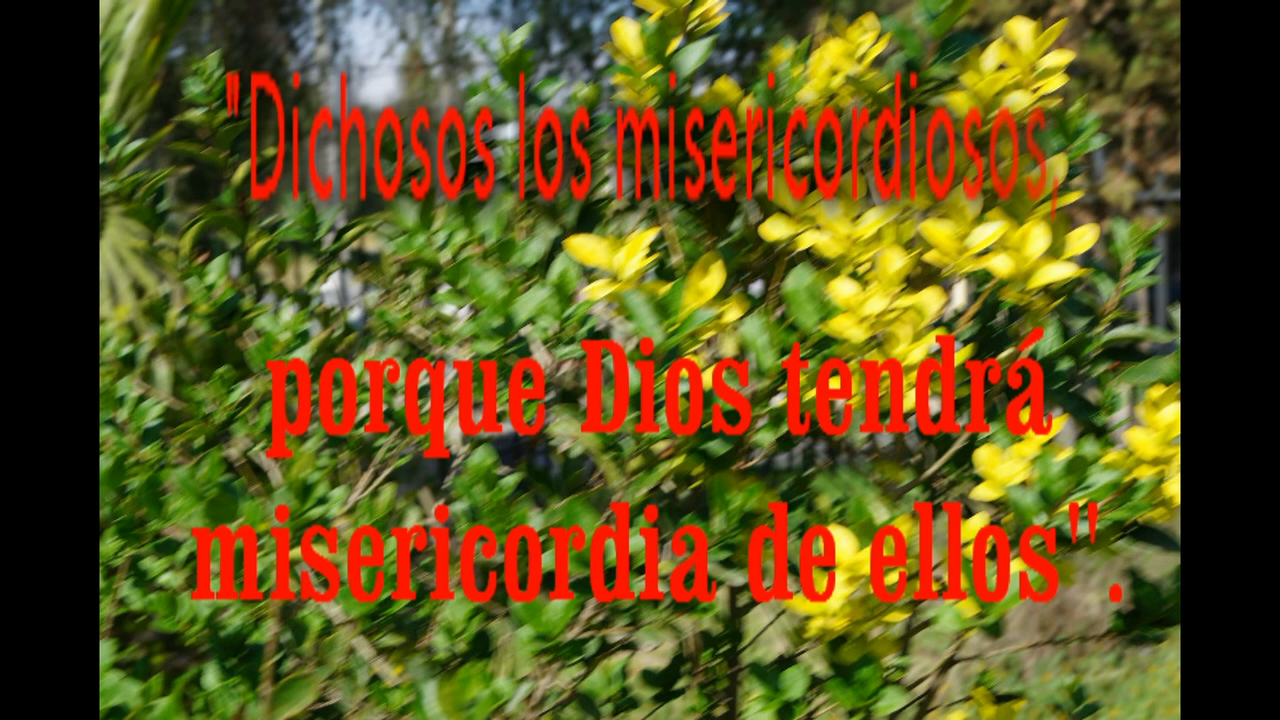 "Dichosos los misericordiosos,
porque Dios tendrá
misericordia de ellos".